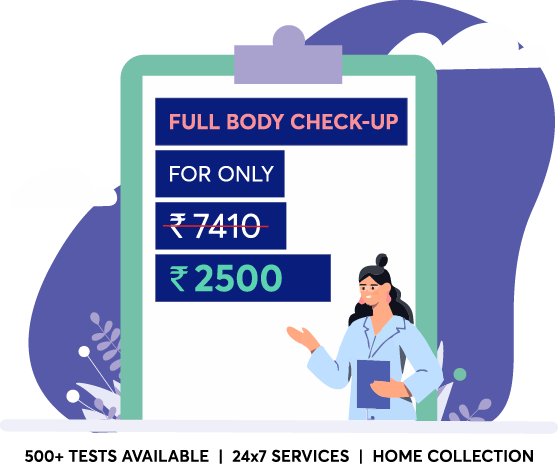 FULL BODY CHECK-UP
FOR ONLY
₹ 7410
₹ 2500
500+ TESTS AVAILABLE | 24x7 SERVICES | HOME COLLECTION